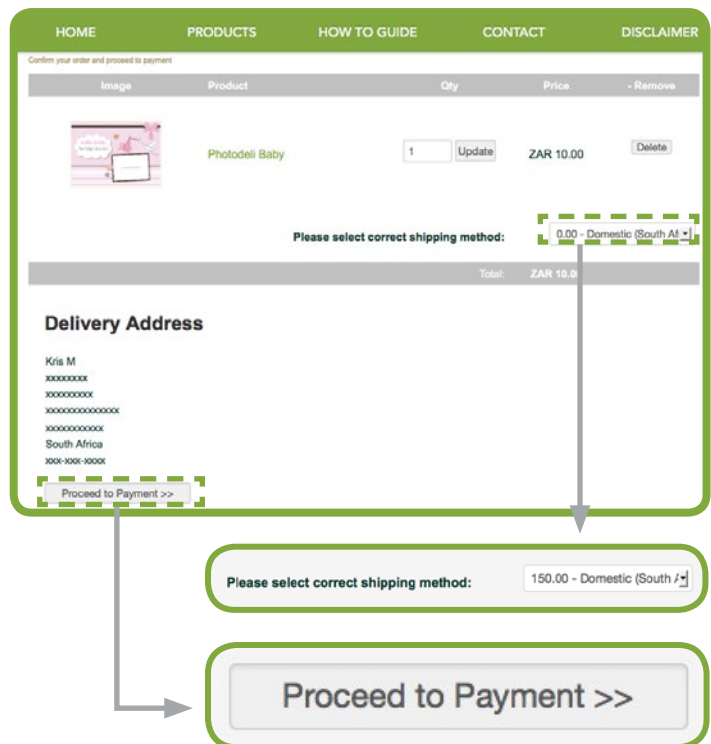 HOME PRODUCTS HOW TO GUIDE CONTACT DISCLAIMER
Confirm your order and proceed to payment
Image Product Qty Price - Remove
Photodeli Baby 1 Update ZAR 10.00 Delete
Please select correct shipping method: 0.00 - Domestic (South Af
Total: ZAR 10.0
Delivery Address
Kris M
xxxxxxxx
xxxxxxxxx
xxxxxxxxxxxxxx
xxxxxxxxxxx
South Africa
xxx-xxx-xxxx
Proceed to Payment >>
Please select correct shipping method: 150.00 - Domestic (South A
Proceed to Payment >>